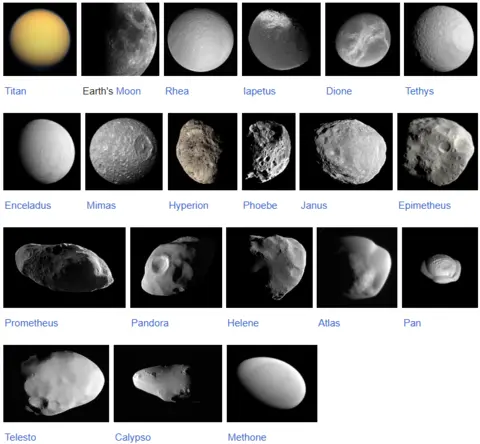 Titan Earth's Moon Rhea Iapetus Dione Tethys
Enceladus Mimas Hyperion Phoebe Janus Epimetheus
Prometheus Pandora Helene Atlas Pan
Telesto Calypso Methone